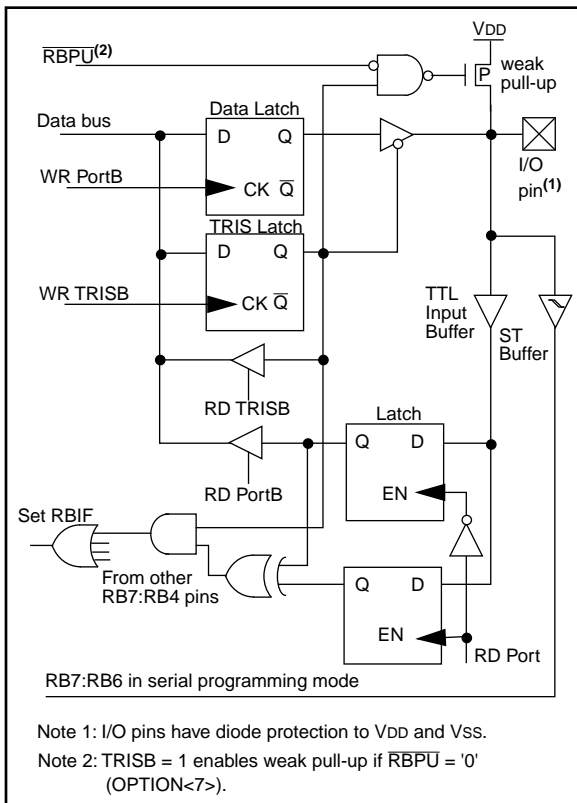 VDD
RBPU(2)
P
weak
pull-up
Data Latch
Data bus
D Q
I/O
pin(1)
WR PortB
CK Q
TRIS Latch
D Q
WR TRISB
CK Q
TTL
Input
Buffer
ST
Buffer
RD TRISB
Latch
Q D
RD PortB
EN
Set RBIF
From other
RB7:RB4 pins
Q D
EN
RD Port
RB7:RB6 in serial programming mode
Note 1: I/O pins have diode protection to VDD and VSS.
Note 2: TRISB = 1 enables weak pull-up if RBPU = '0'
(OPTION<7>).